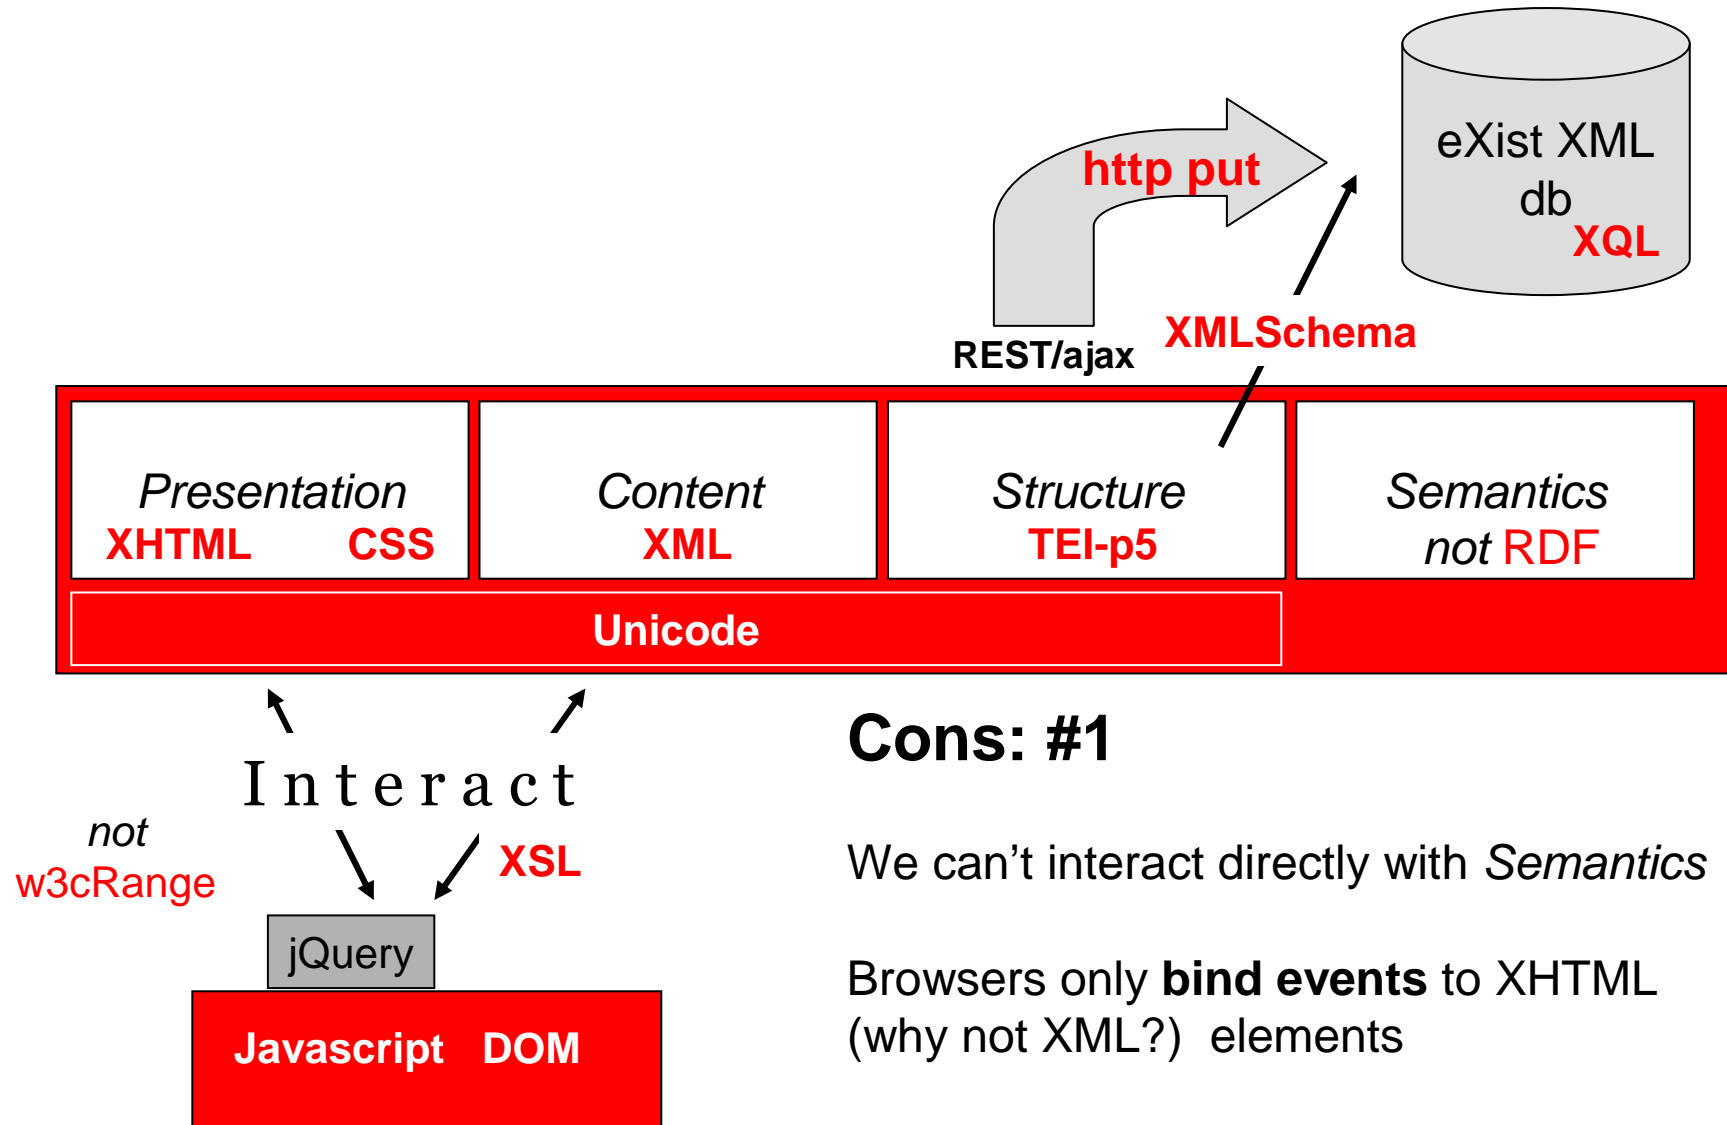 http put
eXist XML
db
XQL
REST/ajax
XMLSchema
Presentation
XHTML CSS
Content
XML
Structure
TEI-p5
Semantics
not RDF
Unicode
Interact
not
w3cRange
XSL
jQuery
Javascript DOM
Cons: #1
We can’t interact directly with Semantics
Browsers only bind events to XHTML
(why not XML?) elements